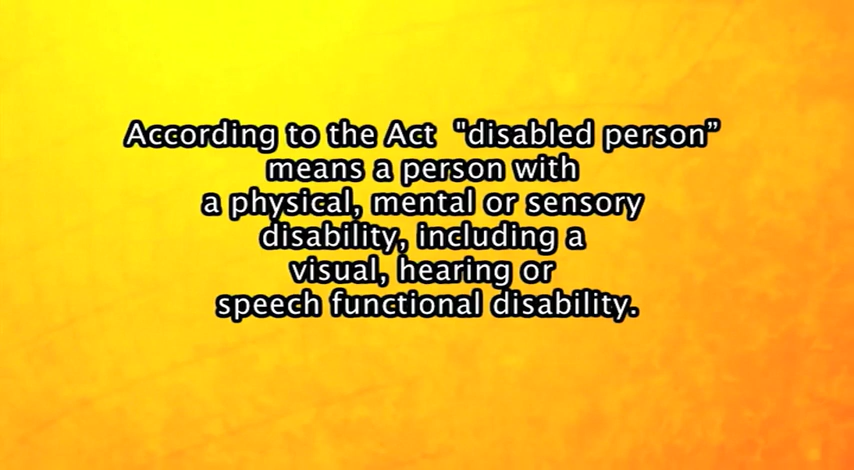 According to the Act  "disabled person”
means a person with
a physical, mental or sensory
disability, including a
visual, hearing or
speech functional disability.